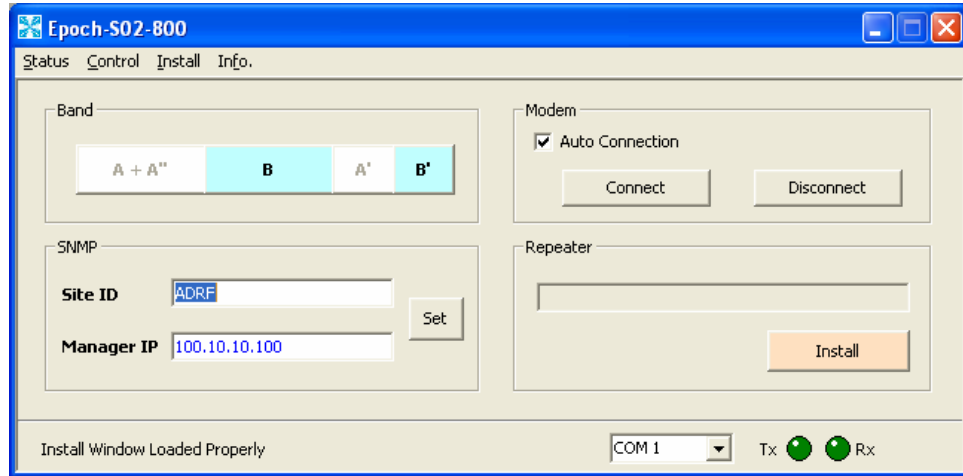 Epoch-S02-800
Status Control Install Info.
Band
A + A" B A' B'
Modem
Auto Connection
Connect Disconnect
SNMP
Site ID ADRF
Manager IP 100.10.10.100
Set
Repeater
Install
Install Window Loaded Properly
COM 1 Tx Rx